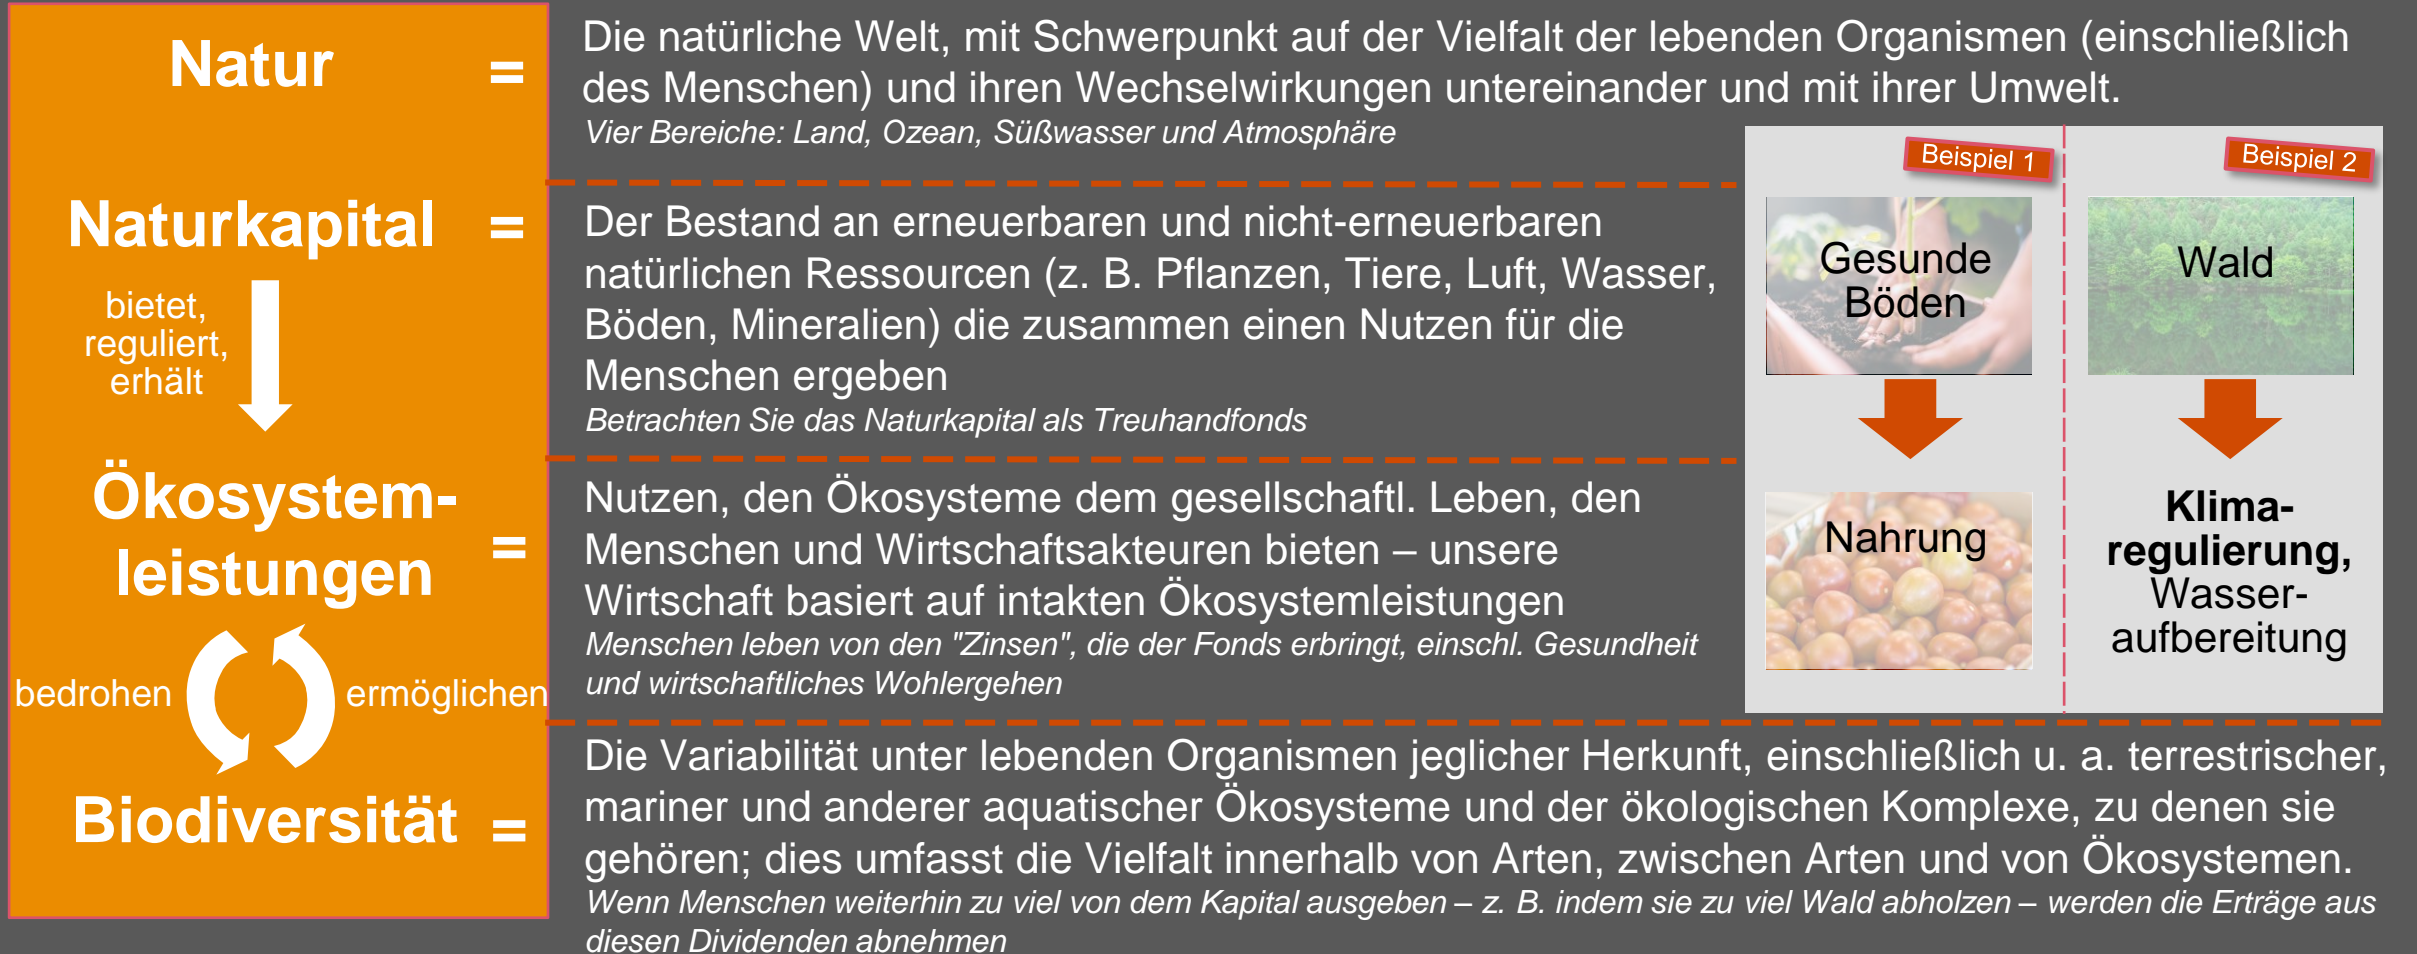 Natur =
Die natürliche Welt, mit Schwerpunkt auf der Vielfalt der lebenden Organismen (einschließlich
des Menschen) und ihren Wechselwirkungen untereinander und mit ihrer Umwelt.
Vier Bereiche: Land, Ozean, Süßwasser und Atmosphäre
Naturkapital =
bietet,
reguliert,
erhält
Der Bestand an erneuerbaren und nicht-erneuerbaren
natürlichen Ressourcen (z. B. Pflanzen, Tiere, Luft, Wasser,
Böden, Mineralien) die zusammen einen Nutzen für die
Menschen ergeben
Betrachten Sie das Naturkapital als Treuhandfonds
Ökosystem-
leistungen =
Nutzen, den Ökosysteme dem gesellschaftl. Leben, den
Menschen und Wirtschaftsakteuren bieten – unsere
Wirtschaft basiert auf intakten Ökosystemleistungen
Menschen leben von den "Zinsen", die der Fonds erbringt, einschl. Gesundheit
und wirtschaftliches Wohlergehen
bedrohen
ermöglichen
Beispiel 1
Gesunde
Böden
Nahrung
Beispiel 2
Wald
Klima-
regulierung,
Wasser-
aufbereitung
Biodiversität =
Die Variabilität unter lebenden Organismen jeglicher Herkunft, einschließlich u. a. terrestrischer,
mariner und anderer aquatischer Ökosysteme und der ökologischen Komplexe, zu denen sie
gehören; dies umfasst die Vielfalt innerhalb von Arten, zwischen Arten und von Ökosystemen.
Wenn Menschen weiterhin zu viel von dem Kapital ausgeben – z. B. indem sie zu viel Wald abholzen – werden die Erträge aus
diesen Dividenden abnehmen